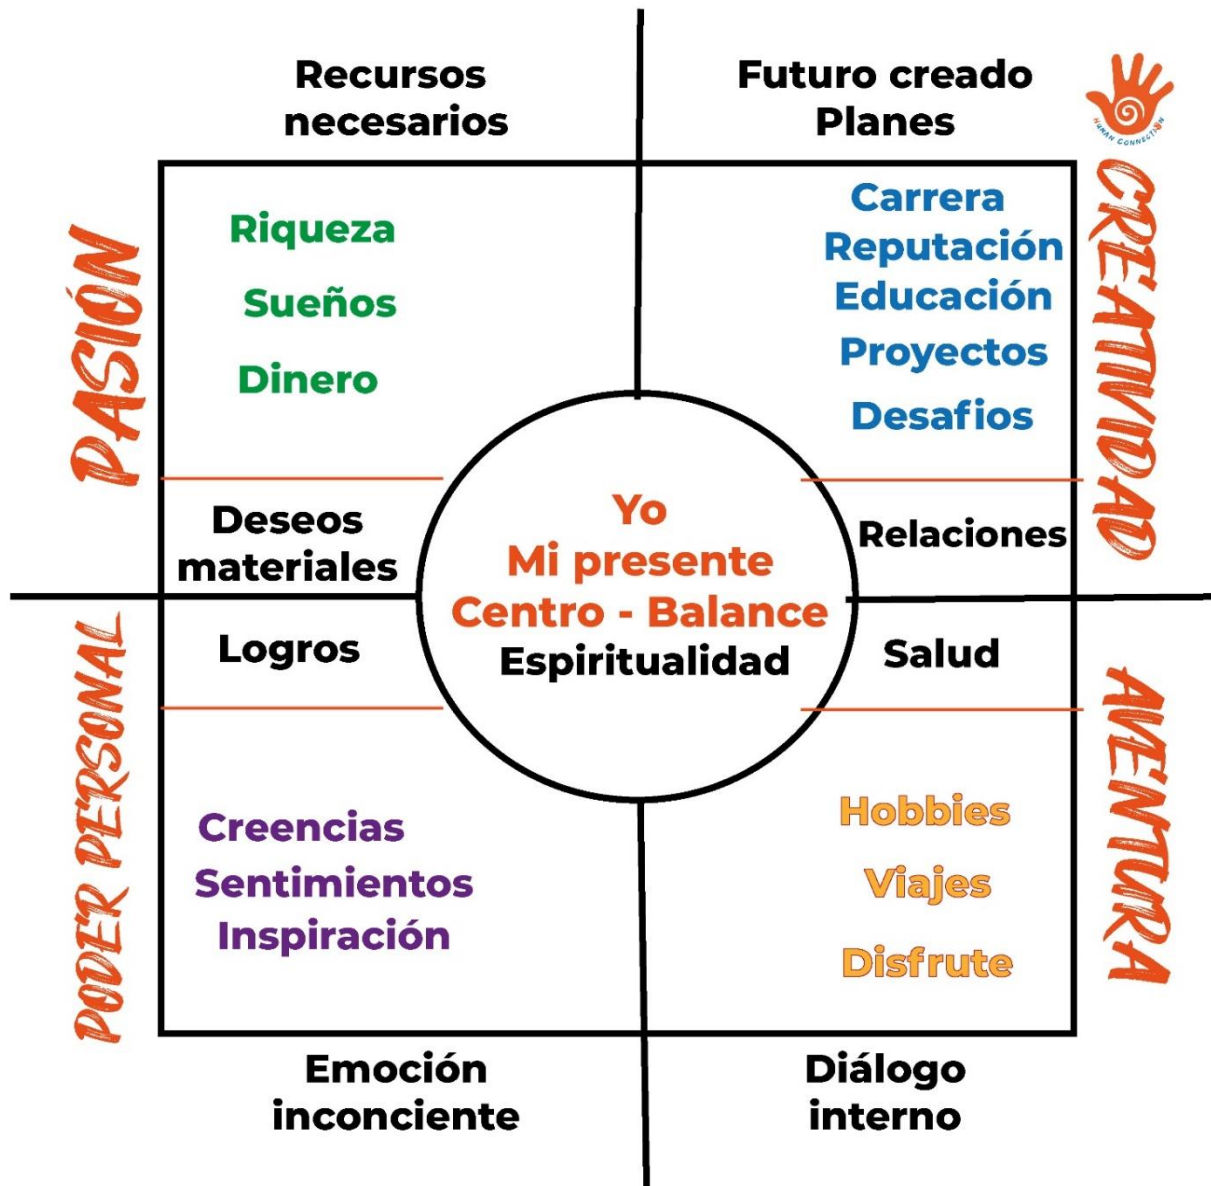 Recursos
necesarios
Futuro creado
Planes
HUMAN CONNECTION
PASIÓN
Riqueza
Sueños
Dinero
Deseos
materiales
CREATIVIDAD
Carrera
Reputación
Educación
Proyectos
Desafios
Relaciones
Yo
Mi presente
Centro - Balance
Espiritualidad
PODER PERSONAL
Logros
Creencias
Sentimientos
Inspiración
AVENTURA
Salud
Hobbies
Viajes
Disfrute
Emoción
inconciente
Diálogo
interno